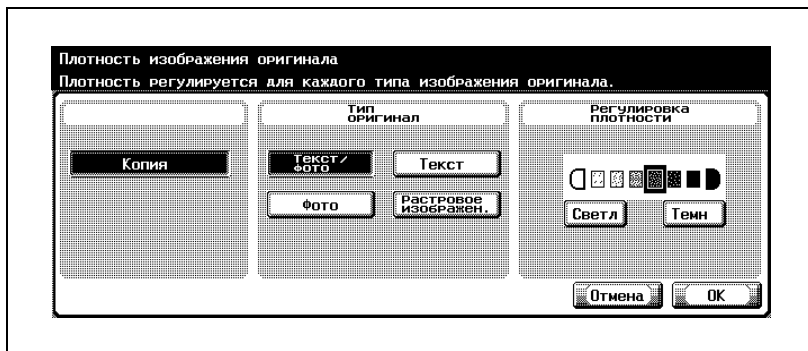 Плотность изображения оригинала
Плотность регулируется для каждого типа изображения оригинала.
Тип
оригинал
Регулировка
плотности
Копия
Текст/
Фото
Текст
Фото
Растровое
изображен.
Светл
Темн
Отмена
OK